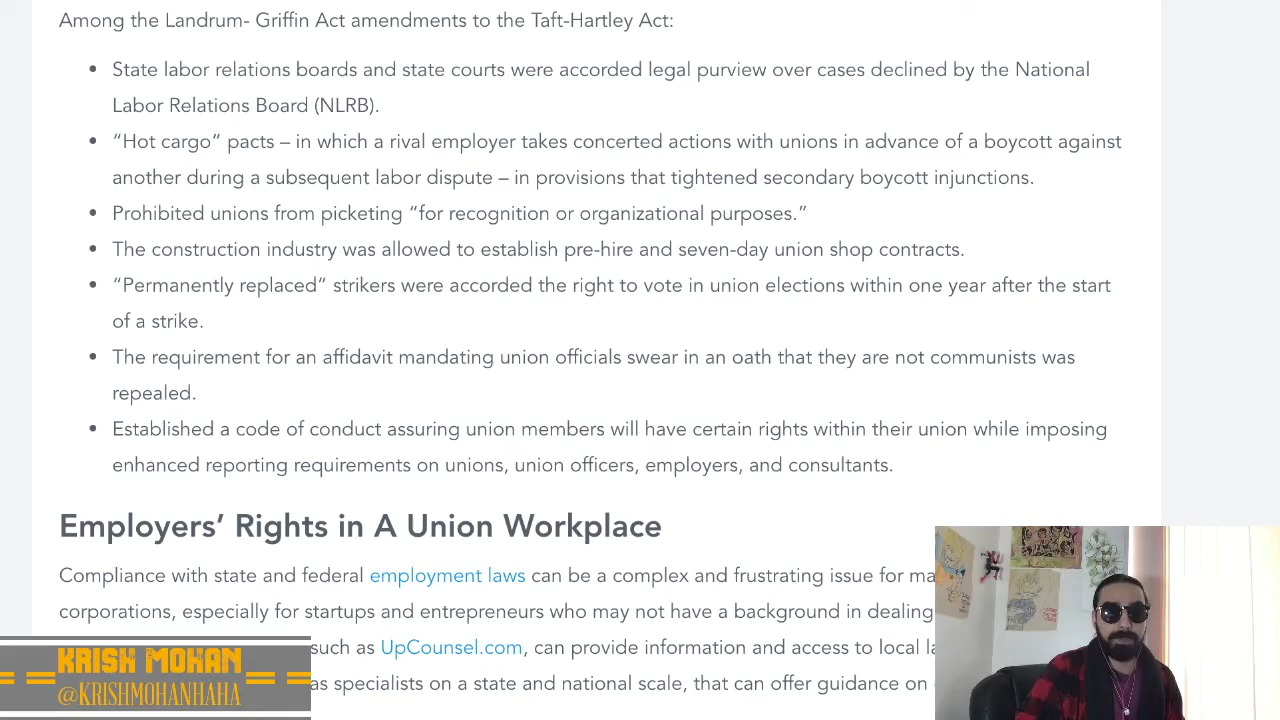 Among the Landrum- Griffin Act amendments to the Taft-Hartley Act:
• State labor relations boards and state courts were accorded legal purview over cases declined by the National
Labor Relations Board (NLRB).
• “Hot cargo” pacts – in which a rival employer takes concerted actions with unions in advance of a boycott against
another during a subsequent labor dispute – in provisions that tightened secondary boycott injunctions.
• Prohibited unions from picketing “for recognition or organizational purposes.”
• The construction industry was allowed to establish pre-hire and seven-day union shop contracts.
• “Permanently replaced” strikers were accorded the right to vote in union elections within one year after the start
of a strike.
• The requirement for an affidavit mandating union officials swear in an oath that they are not communists was
repealed.
• Established a code of conduct assuring union members will have certain rights within their union while imposing
enhanced reporting requirements on unions, union officers, employers, and consultants.
Employers’ Rights in A Union Workplace
Compliance with state and federal employment laws can be a complex and frustrating issue for ma
corporations, especially for startups and entrepreneurs who may not have a background in dealing
such as UpCounsel.com, can provide information and access to local la
as specialists on a state and national scale, that can offer guidance on
KRISH MOHAN
@KRISHMOHANHAHA